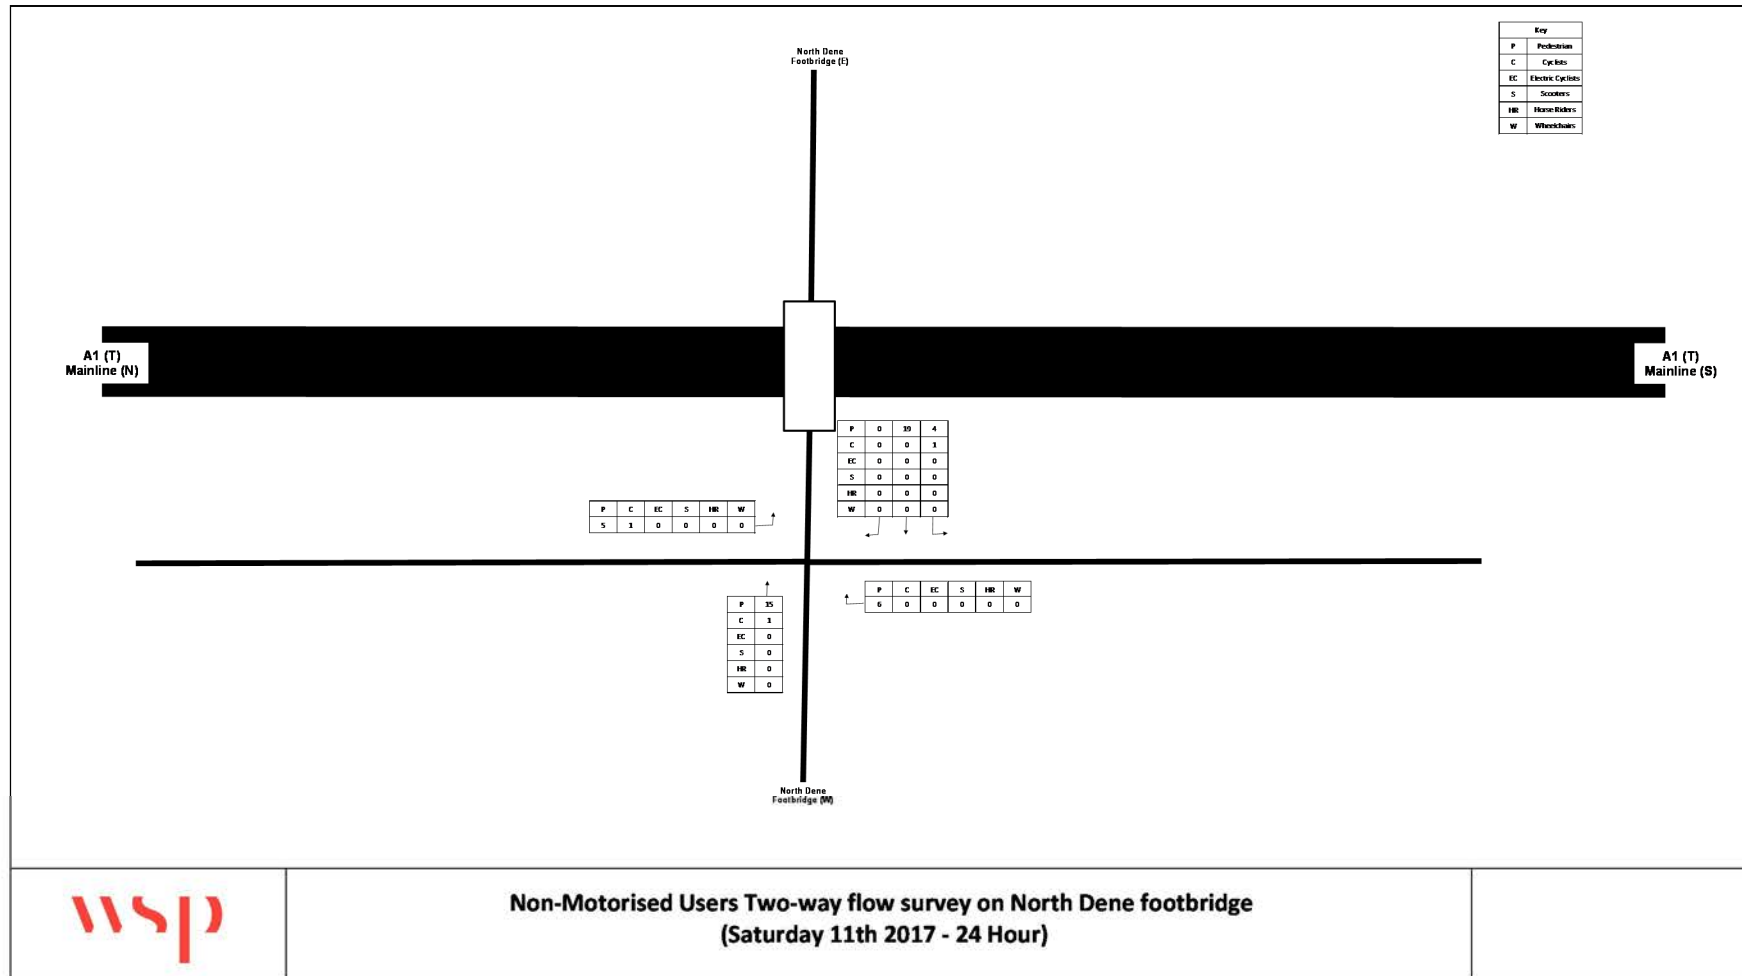 North Dene
Footbridge (E)
Key
P Pedestrian
C Cyclists
EC Electric Cyclists
S Scooters
HR Horse Riders
W Wheelchairs
A1 (T)
Mainline (N)
A1 (T)
Mainline (S)
P 0 19 4
C 0 0 1
EC 0 0 0
S 0 0 0
HR 0 0 0
W 0 0 0
P C EC S HR W
5 1 0 0 0 0
P C EC S HR W
6 0 0 0 0 0
P 15
C 1
EC 0
S 0
HR 0
W 0
North Dene
Footbridge (W)
wsp
Non-Motorised Users Two-way flow survey on North Dene footbridge
(Saturday 11th 2017 - 24 Hour)